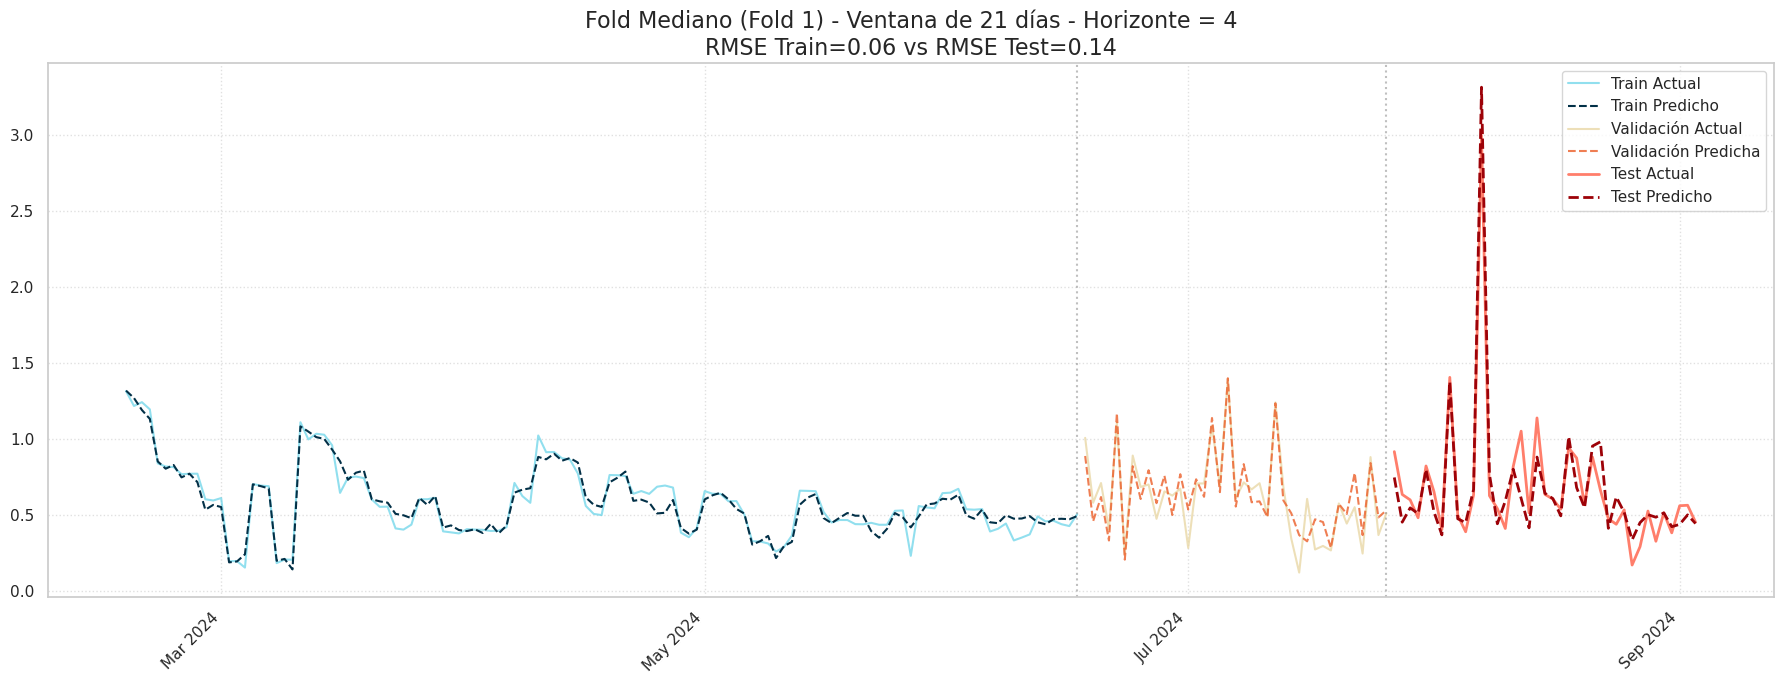 Fold Mediano (Fold 1) - Ventana de 21 días - Horizonte = 4
RMSE Train=0.06 vs RMSE Test=0.14
Train Actual
Train Predicho
Validación Actual
Validación Predicha
Test Actual
Test Predicho
3.0
2.5
2.0
1.5
1.0
0.5
0.0
Mar 2024
May 2024
Jul 2024
Sep 2024